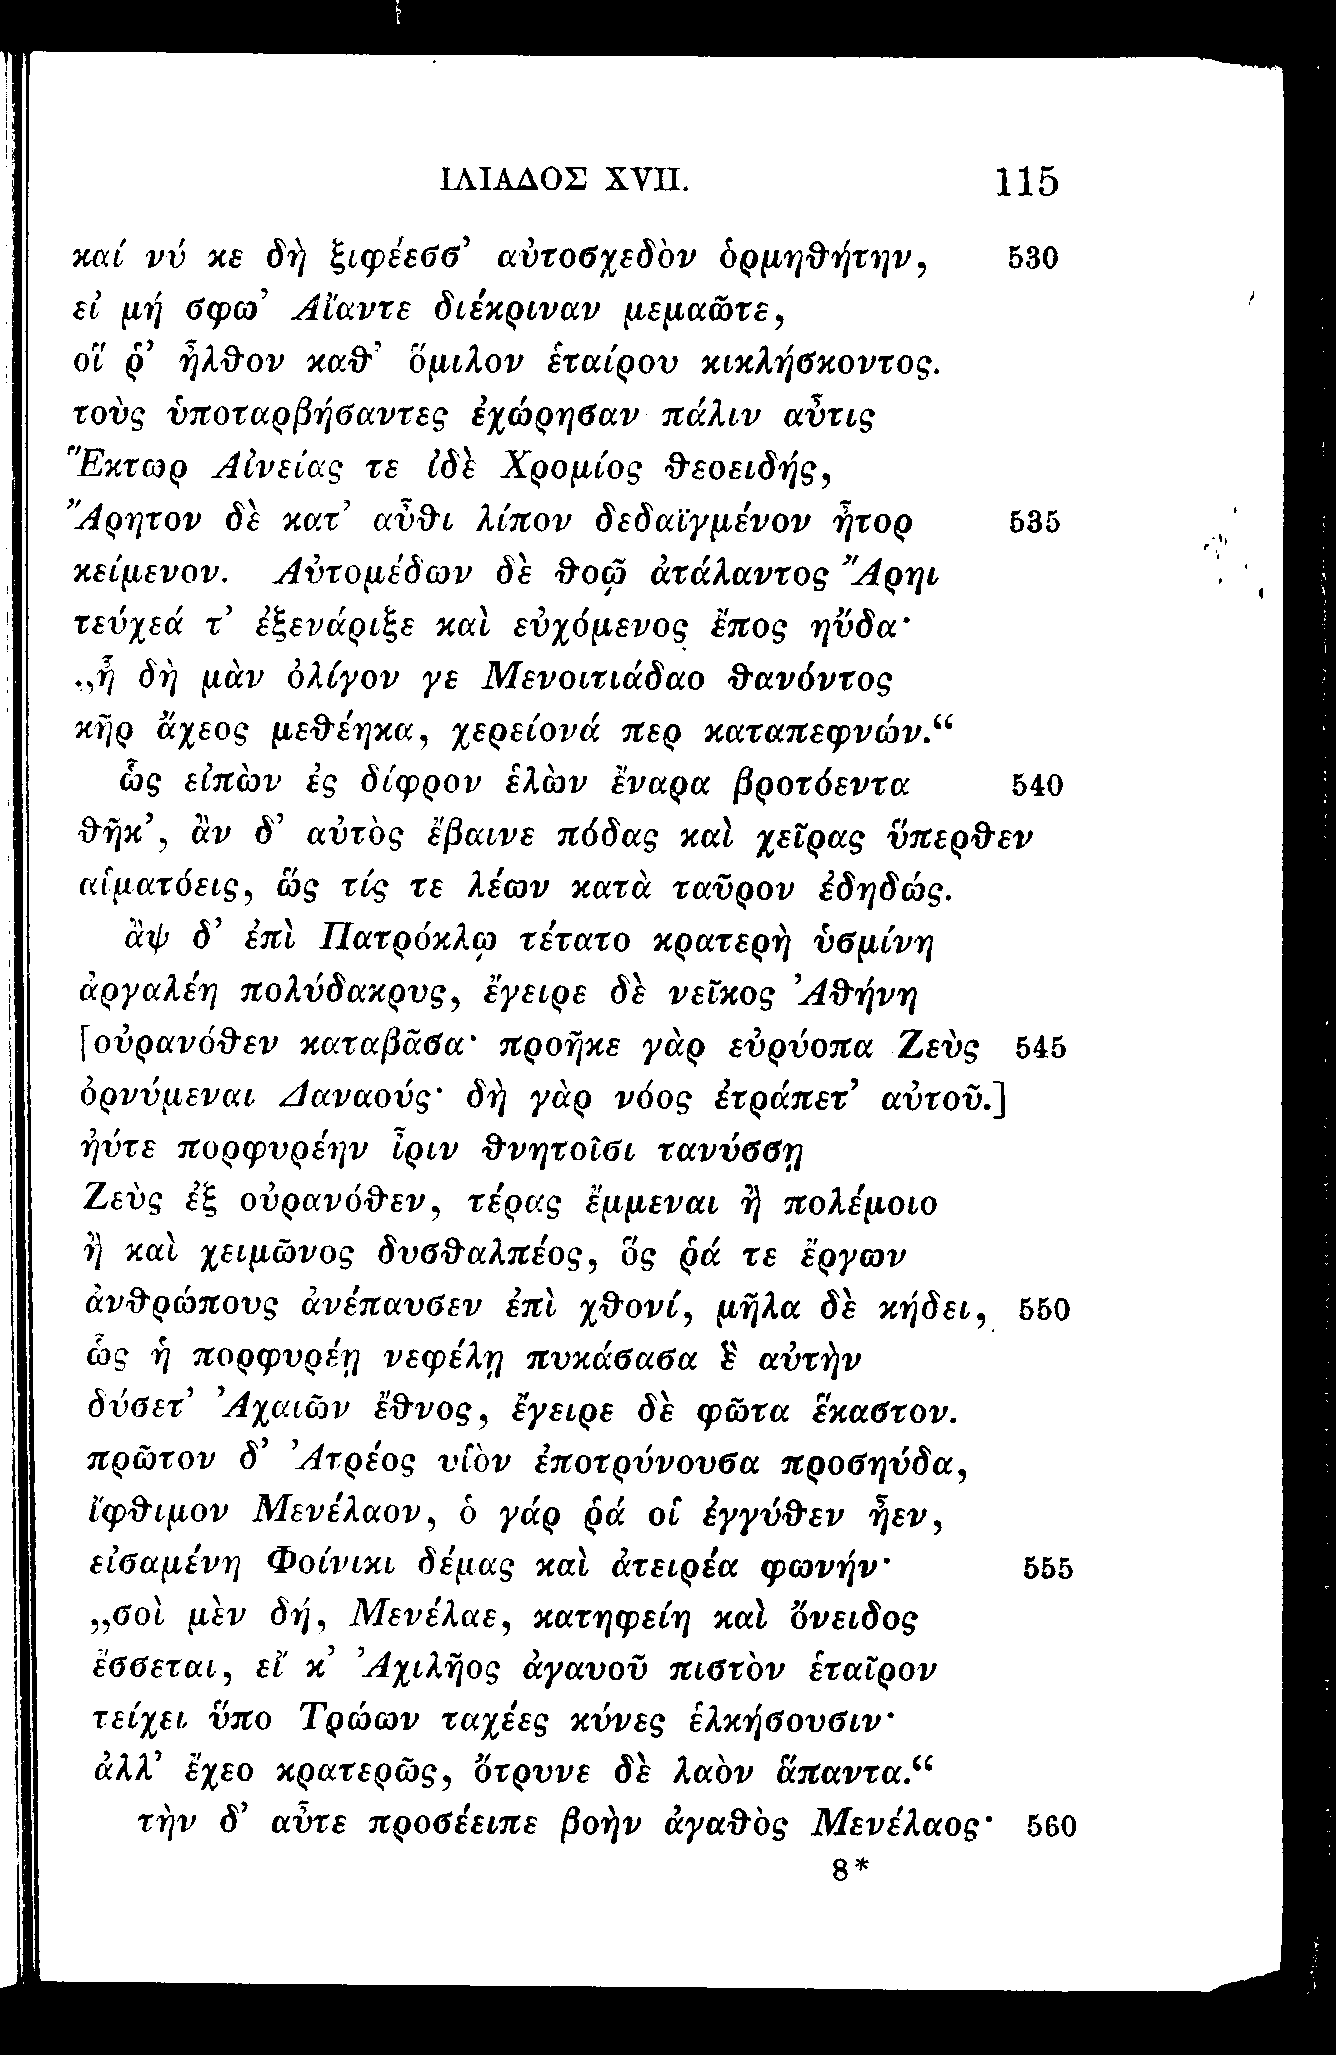 ΙΛΙΑΔΟΣ XVII. 115
καί νύ κε δὴ ξιφέεσσ’ αὐτοσχεδὸν ὁρμηθήτην, 530
εἰ μή σφω’ Αἴαντε διέκριναν μεμαῶτε,
οἵ ῥ’ ἦλθον καθ’ ὅμιλον ἑταίρου κικλήσκοντος.
τοὺς ὑποταρβήσαντες ἐχώρησαν πάλιν αὖτις
Ἕκτωρ Αἰνείας τε ἰδὲ Χρομίος θεοειδής,
Ἄρητον δὲ κατ’ αὖθι λίπον δεδαϊγμένον ἦτορ 535
κείμενον. Αὐτομέδων δὲ θοῷ ἀτάλαντος Ἄρηι
τεύχεά τ’ ἐξενάριξε καὶ εὐχόμενος ἔπος ηὔδα·
„ἦ δὴ μὰν ὀλίγον γε Μενοιτιάδαο θανόντος
κῆρ ἄχεος μεθέηκα, χερείονά περ καταπεφνών.“
ὣς εἰπὼν ἐς δίφρον ἑλὼν ἔναρα βροτόεντα 540
θῆκ’, ἂν δ’ αὐτὸς ἔβαινε πόδας καὶ χεῖρας ὕπερθεν
αἱματόεις, ὥς τίς τε λέων κατὰ ταῦρον ἐδηδώς.
ἂψ δ’ ἐπὶ Πατρόκλῳ τέτατο κρατερὴ ὑσμίνη
ἀργαλέη πολύδακρυς, ἔγειρε δὲ νεῖκος Ἀθήνη
[οὐρανόθεν καταβᾶσα· προῆκε γὰρ εὐρύοπα Ζεὺς 545
ὀρνύμεναι Δαναούς· δὴ γὰρ νόος ἐτράπετ’ αὐτοῦ.]
ἠύτε πορφυρέην ἶριν θνητοῖσι τανύσσῃ
Ζεὺς ἐξ οὐρανόθεν, τέρας ἔμμεναι ἢ πολέμοιο
ἢ καὶ χειμῶνος δυσθαλπέος, ὅς ῥά τε ἔργων
ἀνθρώπους ἀνέπαυσεν ἐπὶ χθονί, μῆλα δὲ κήδει, 550
ὣς ἡ πορφυρέῃ νεφέλῃ πυκάσασα ἓ αὐτὴν
δύσετ’ Ἀχαιῶν ἔθνος, ἔγειρε δὲ φῶτα ἕκαστον.
πρῶτον δ’ Ἀτρέος υἱὸν ἐποτρύνουσα προσηύδα,
ἴφθιμον Μενέλαον, ὁ γάρ ῥά οἱ ἐγγύθεν ἦεν,
εἰσαμένη Φοίνικι δέμας καὶ ἀτειρέα φωνήν· 555
„σοὶ μὲν δή, Μενέλαε, κατηφείη καὶ ὄνειδος
ἔσσεται, εἴ κ’ Ἀχιλῆος ἀγαυοῦ πιστὸν ἑταῖρον
τείχει ὕπο Τρώων ταχέες κύνες ἑλκήσουσιν·
ἀλλ’ ἔχεο κρατερῶς, ὄτρυνε δὲ λαὸν ἅπαντα.“
τὴν δ’ αὖτε προσέειπε βοὴν ἀγαθὸς Μενέλαος· 560
8*